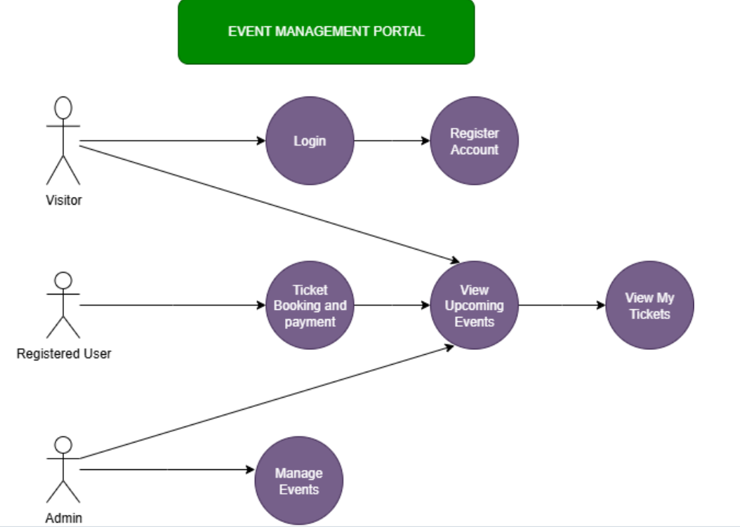 EVENT MANAGEMENT PORTAL
Login
Register
Account
Visitor
Ticket
Booking and
payment
View
Upcoming
Events
View My
Tickets
Registered User
Manage
Events
Admin